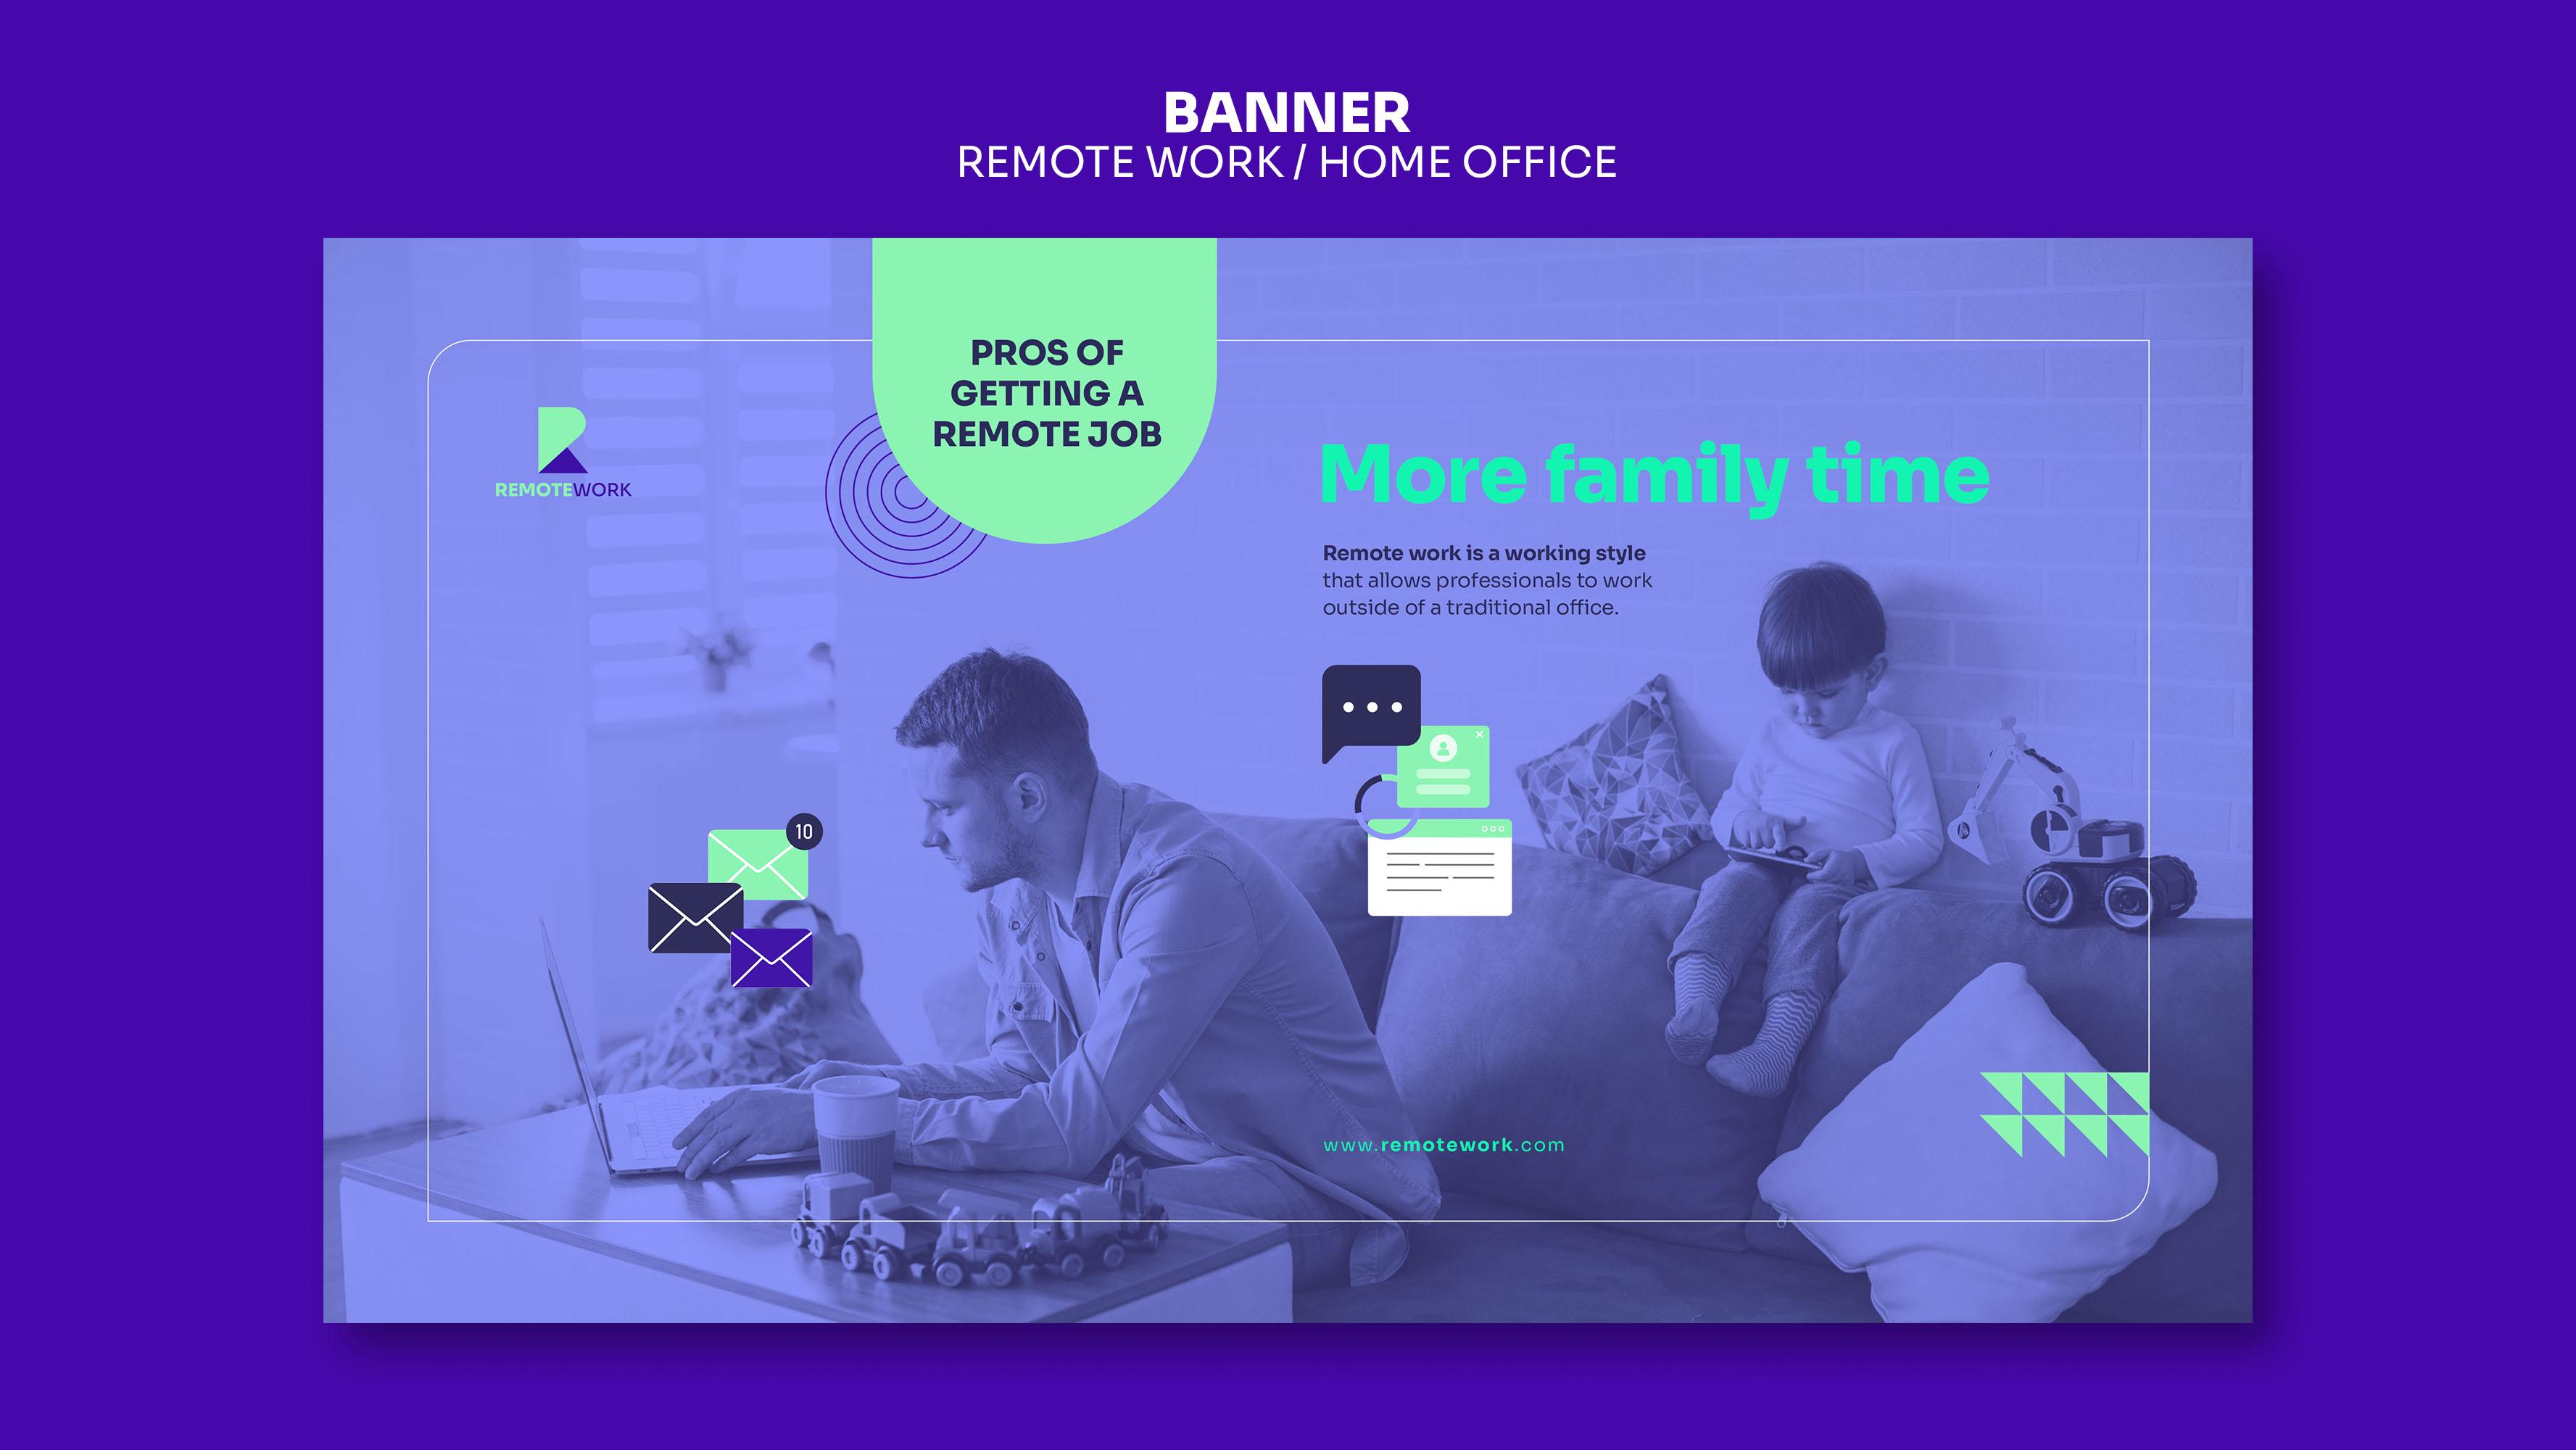 BANNER
REMOTE WORK / HOME OFFICE
PROS OF
GETTING A
REMOTE JOB
REMOTEWORK
More family time
Remote work is a working style
that allows professionals to work
outside of a traditional office.
10
www.remotework.com